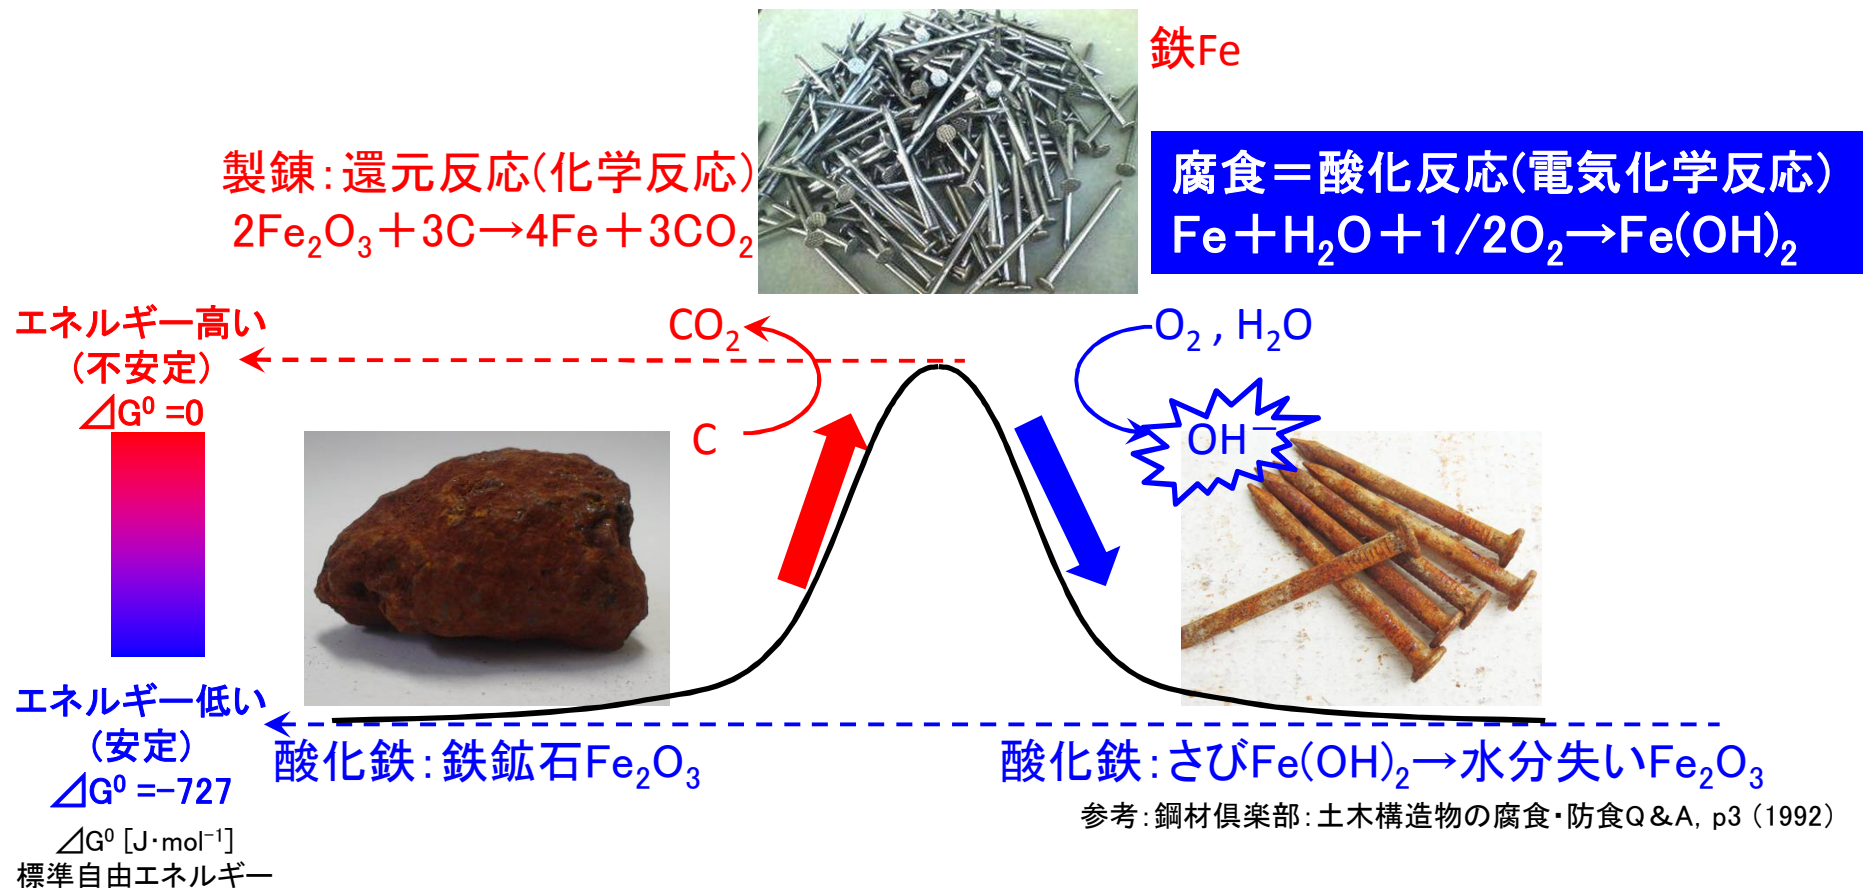 鉄Fe
製錬：還元反応(化学反応)
2Fe₂O₃＋3C→4Fe＋3CO₂
腐食＝酸化反応(電気化学反応)
Fe＋H₂O＋1/2O₂→Fe(OH)₂
エネルギー高い
(不安定)
⊿G⁰ =0
CO₂
C
O₂ , H₂O
OH⁻
エネルギー低い
(安定)
⊿G⁰ =−727
⊿G⁰ [J・mol⁻¹]
標準自由エネルギー
酸化鉄：鉄鉱石Fe₂O₃
酸化鉄：さびFe(OH)₂→水分失いFe₂O₃
参考：鋼材倶楽部：土木構造物の腐食・防食Q＆A, p3 (1992)